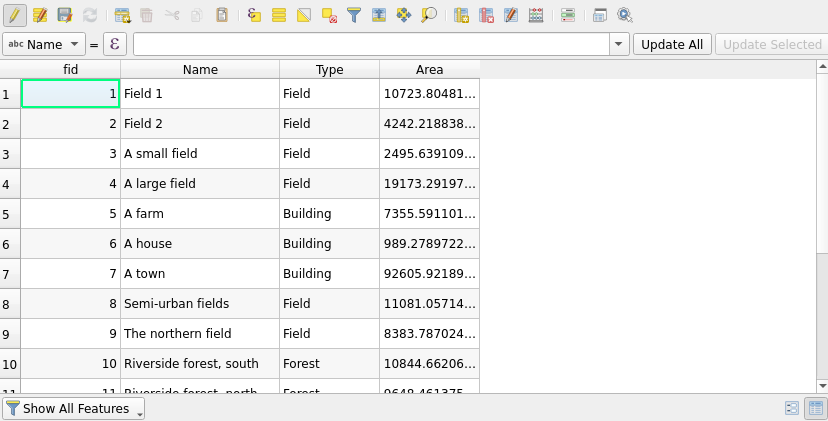 abc Name = ε Update All Update Selected
fid Name Type Area
1 1 Field 1 Field 10723.80481...
2 2 Field 2 Field 4242.218838...
3 3 A small field Field 2495.639109...
4 4 A large field Field 19173.29197...
5 5 A farm Building 7355.591101...
6 6 A house Building 989.2789722...
7 7 A town Building 92605.92189...
8 8 Semi-urban fields Field 11081.05714...
9 9 The northern field Field 8383.787024...
10 10 Riverside forest, south Forest 10844.66206...
11 11 Riverside forest, north Forest 9648.461375...
Show All Features